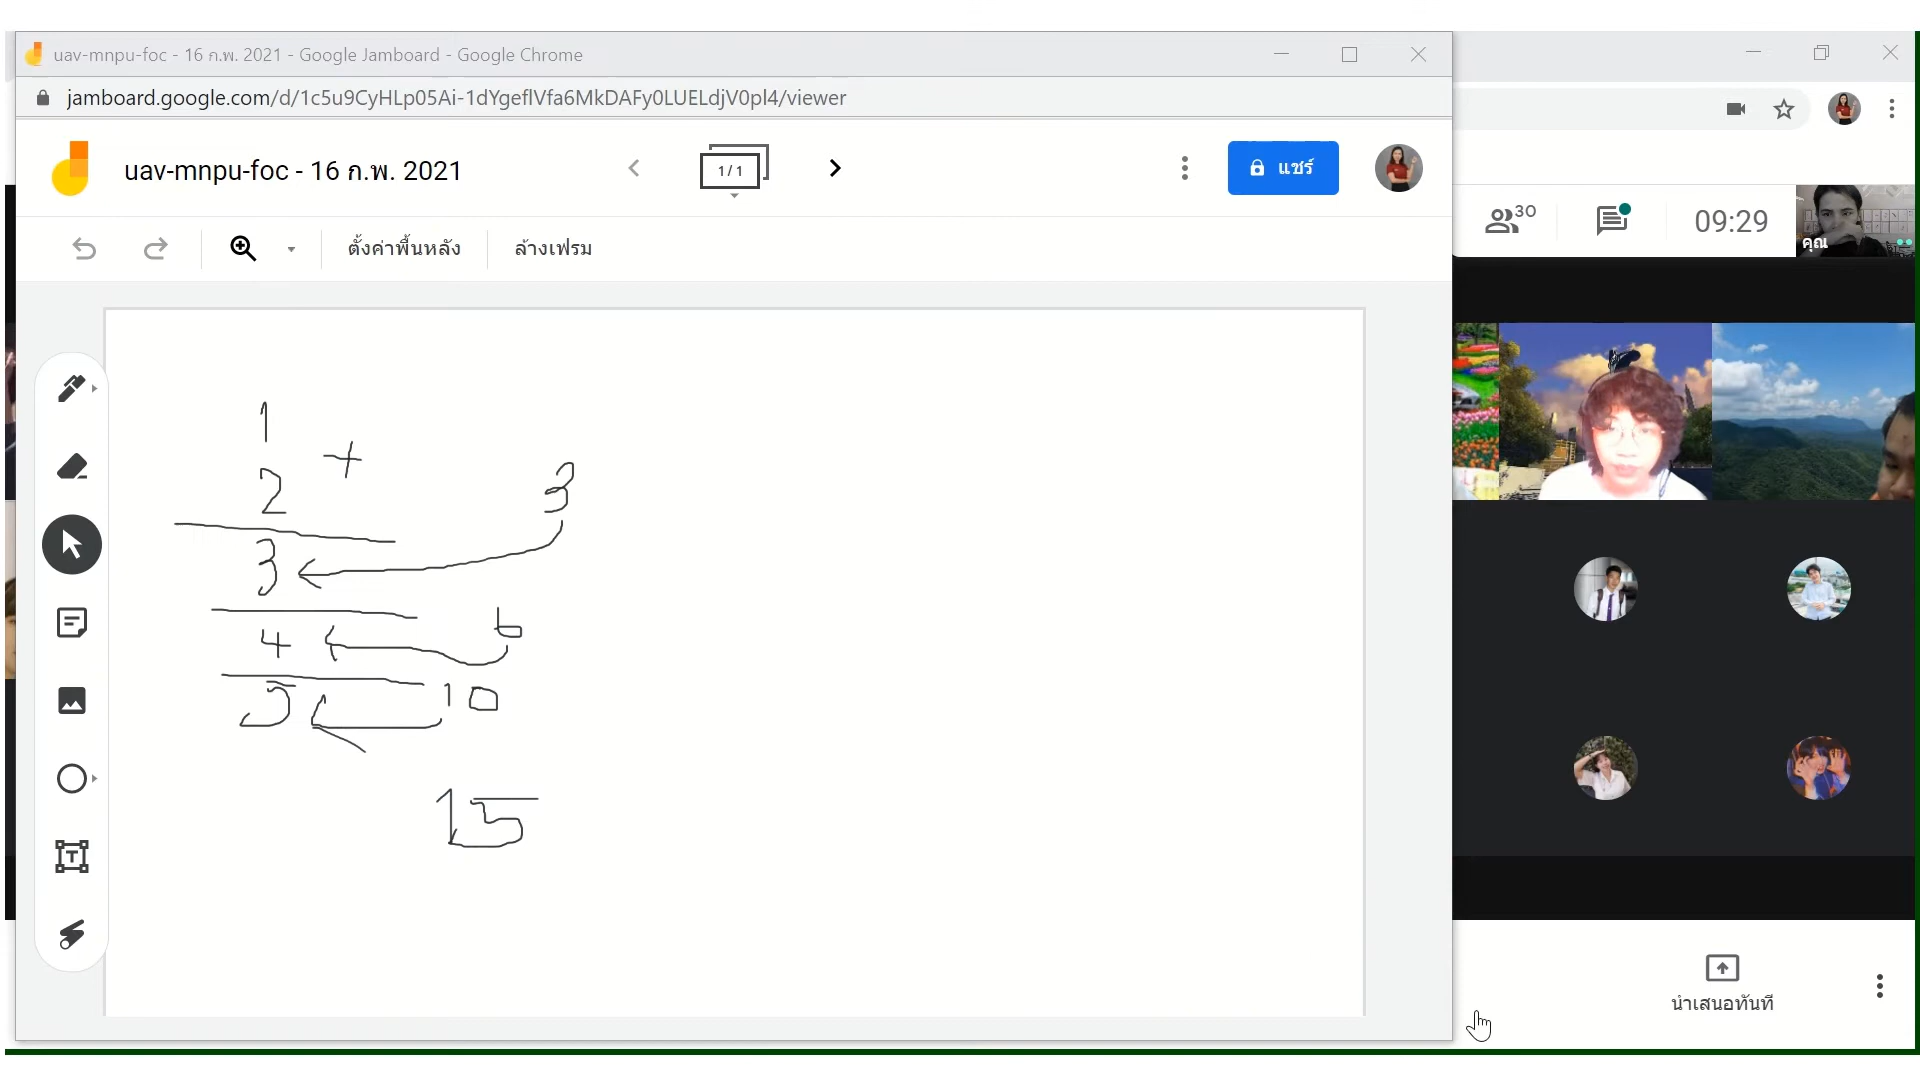 uav-mnpu-foc - 16 ก.พ. 2021 - Google Jamboard - Google Chrome
jamboard.google.com/d/1c5u9CyHLp05Ai-1dYgeflVfa6MkDAFy0LUELdjV0pl4/viewer
uav-mnpu-foc - 16 ก.พ. 2021
1/1
แชร์
30
09:29
คุณ
ตั้งค่าพื้นหลัง
ล้างเฟรม
1
+
2
3
3
6
4
10
5
15
นำเสนอทันที